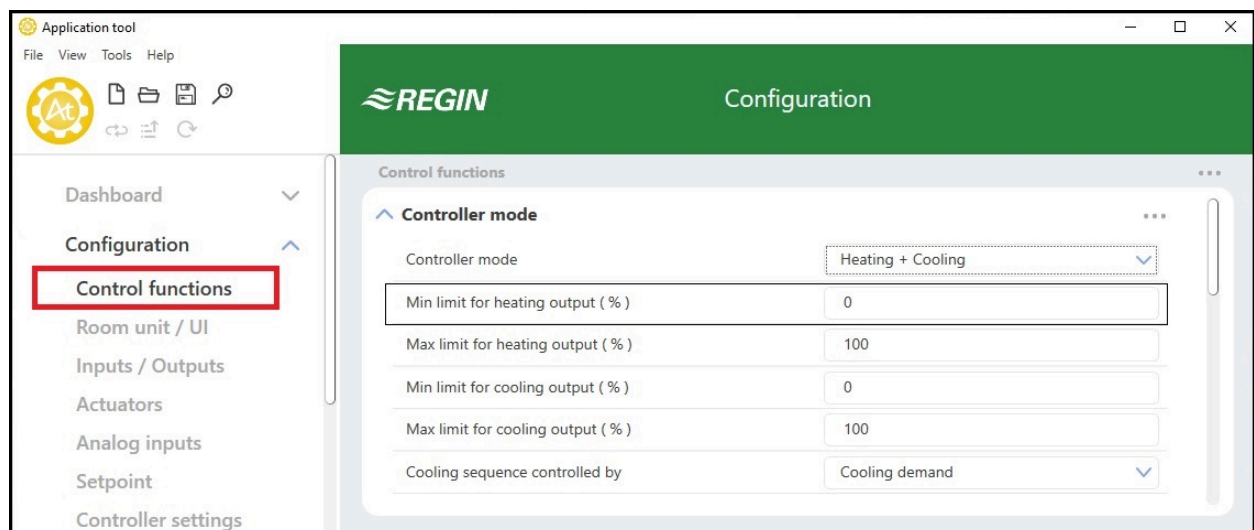 Application tool
File View Tools Help
At
REGIN
Configuration
Dashboard
Configuration
Control functions
Room unit / UI
Inputs / Outputs
Actuators
Analog inputs
Setpoint
Controller settings
Control functions
Controller mode
Controller mode Heating + Cooling
Min limit for heating output ( % ) 0
Max limit for heating output ( % ) 100
Min limit for cooling output ( % ) 0
Max limit for cooling output ( % ) 100
Cooling sequence controlled by Cooling demand